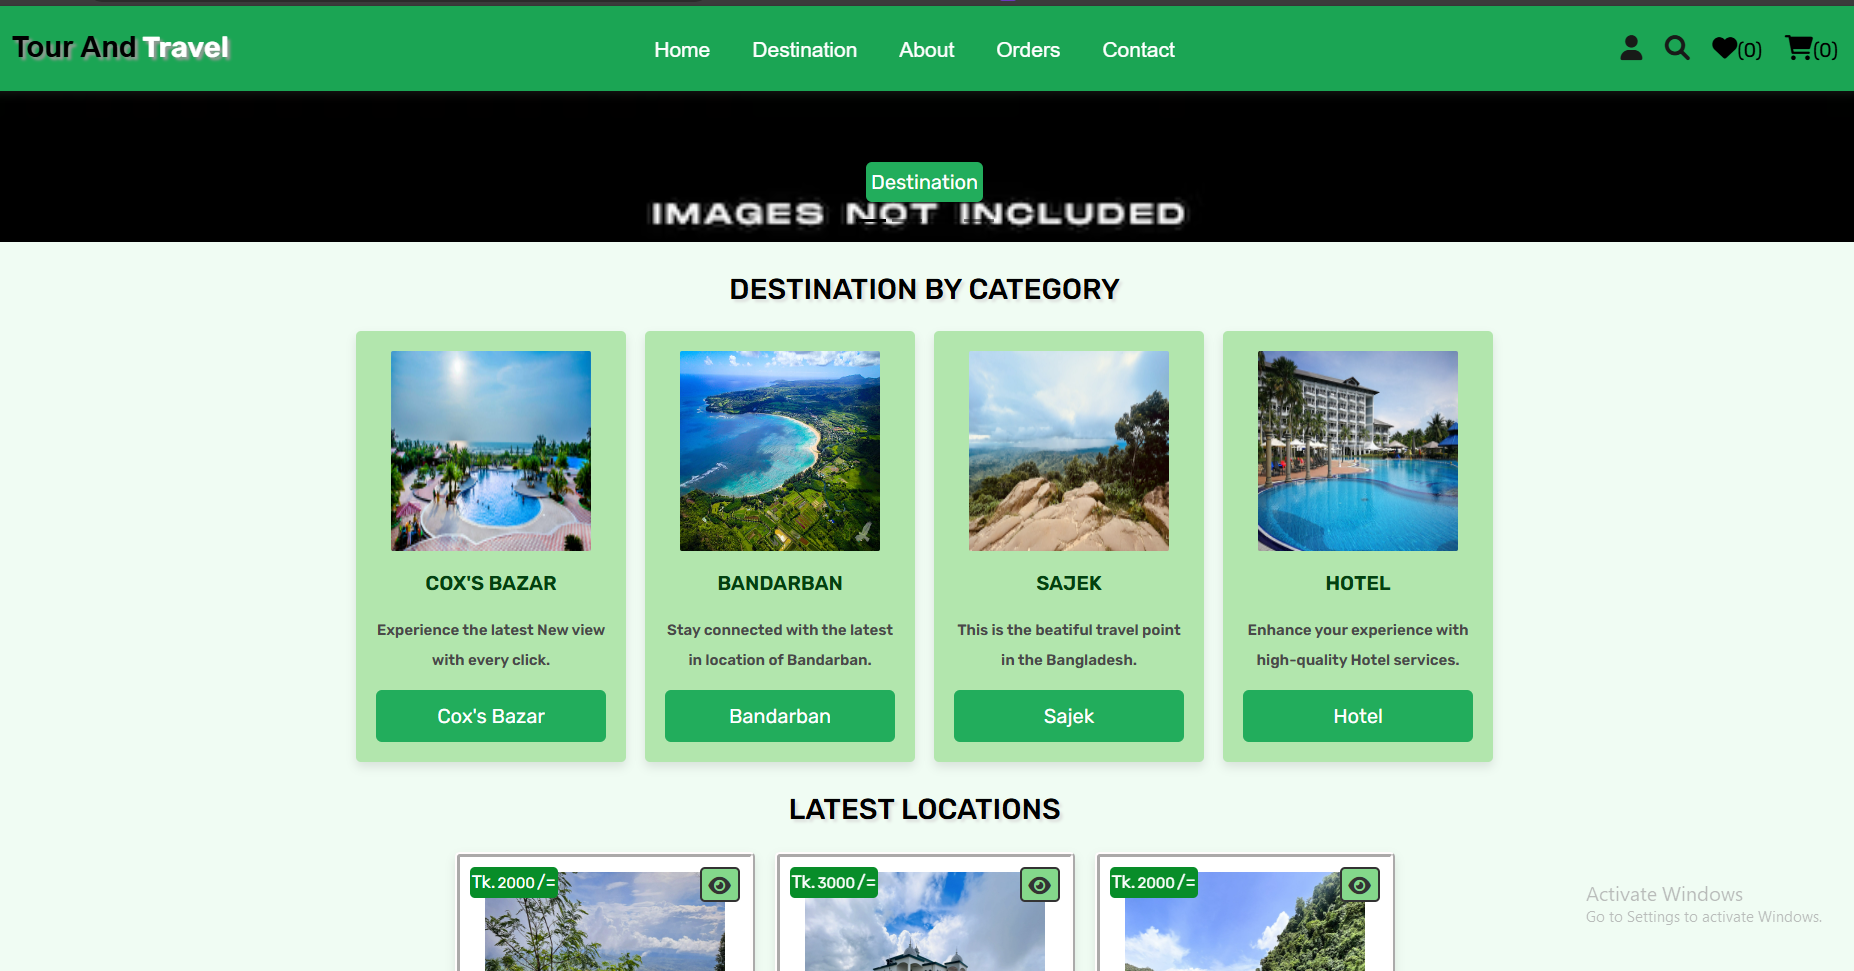 Tour And Travel
Home Destination About Orders Contact
(0) (0)
Destination
IMAGES NOT INCLUDED
DESTINATION BY CATEGORY
COX'S BAZAR
Experience the latest New view
with every click.
Cox's Bazar
BANDARBAN
Stay connected with the latest
in location of Bandarban.
Bandarban
SAJEK
This is the beatiful travel point
in the Bangladesh.
Sajek
HOTEL
Enhance your experience with
high-quality Hotel services.
Hotel
LATEST LOCATIONS
Tk.2000/=
Tk.3000/=
Tk.2000/=
Activate Windows
Go to Settings to activate Windows.